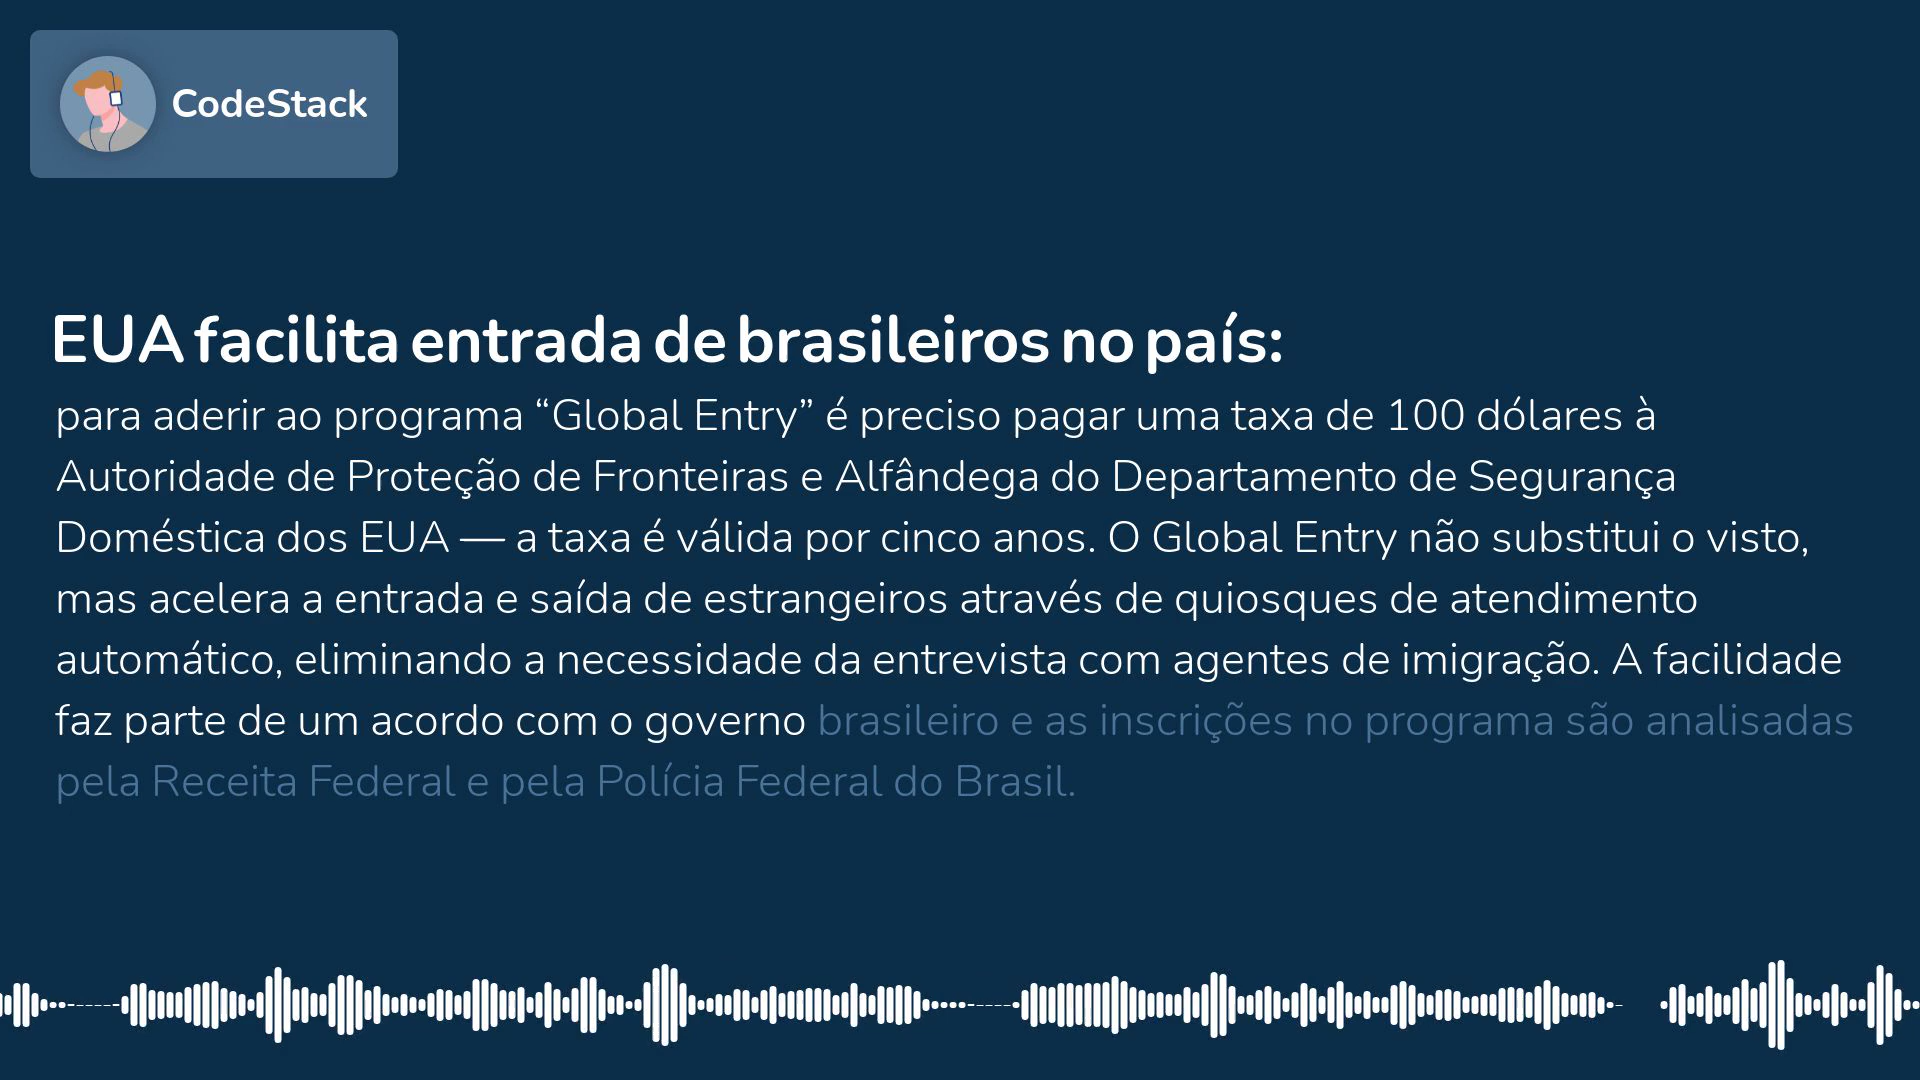 CodeStack
EUA facilita entrada de brasileiros no país:
para aderir ao programa “Global Entry” é preciso pagar uma taxa de 100 dólares à
Autoridade de Proteção de Fronteiras e Alfândega do Departamento de Segurança
Doméstica dos EUA — a taxa é válida por cinco anos. O Global Entry não substitui o visto,
mas acelera a entrada e saída de estrangeiros através de quiosques de atendimento
automático, eliminando a necessidade da entrevista com agentes de imigração. A facilidade
faz parte de um acordo com o governo brasileiro e as inscrições no programa são analisadas
pela Receita Federal e pela Polícia Federal do Brasil.